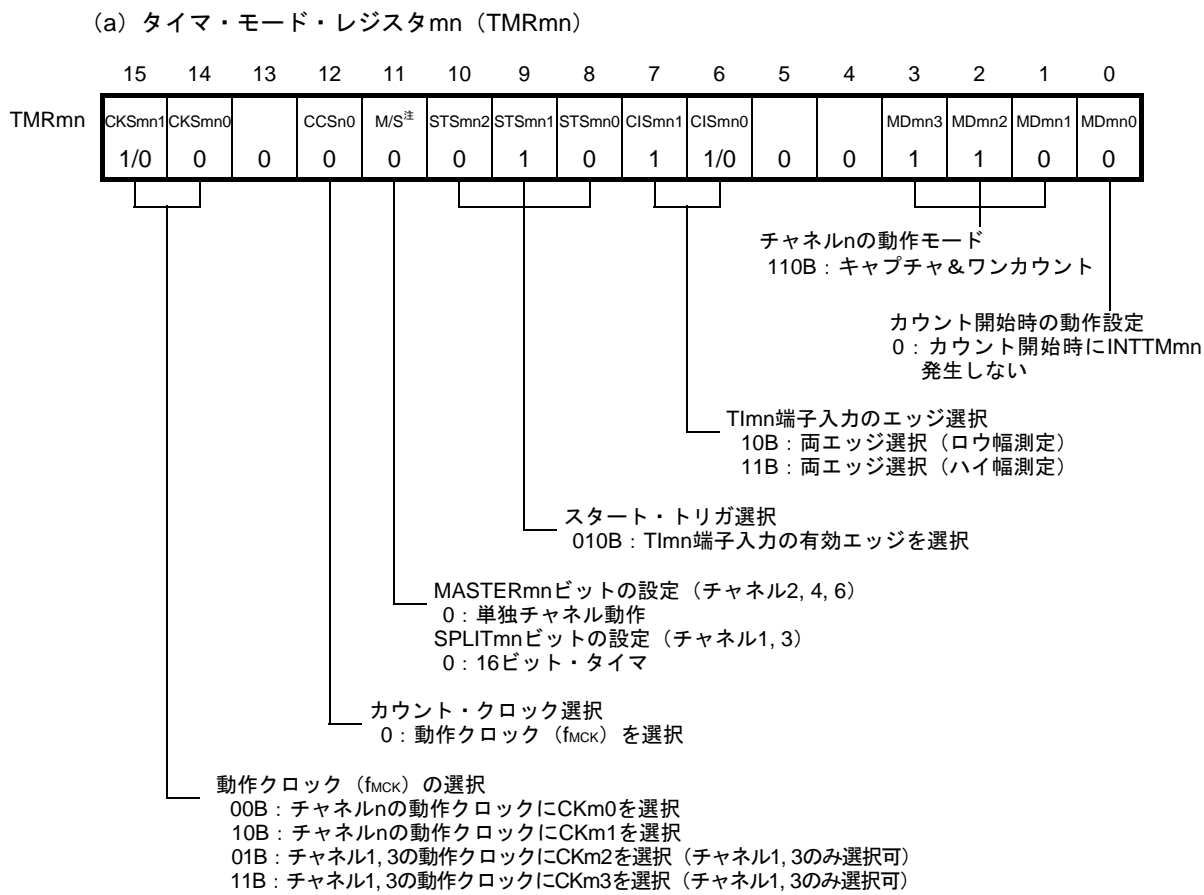 (a) タイマ・モード・レジスタmn（TMRmn）
15 14 13 12 11 10 9 8 7 6 5 4 3 2 1 0
TMRmn CKSmn1 CKSmn0 CCSn0 M/S注 STSmn2 STSmn1 STSmn0 CISmn1 CISmn0 MDmn3 MDmn2 MDmn1 MDmn0
1/0 0 0 0 0 0 1 0 1 1/0 0 0 1 1 0 0
チャネルnの動作モード
110B：キャプチャ＆ワンカウント
カウント開始時の動作設定
0：カウント開始時にINTTMmn
発生しない
TImn端子入力のエッジ選択
10B：両エッジ選択（ロウ幅測定）
11B：両エッジ選択（ハイ幅測定）
スタート・トリガ選択
010B：TImn端子入力の有効エッジを選択
MASTERmnビットの設定（チャネル2, 4, 6）
0：単独チャネル動作
SPLITmnビットの設定（チャネル1, 3）
0：16ビット・タイマ
カウント・クロック選択
0：動作クロック（fMCK）を選択
動作クロック（fMCK）の選択
00B：チャネルnの動作クロックにCKm0を選択
10B：チャネルnの動作クロックにCKm1を選択
01B：チャネル1, 3の動作クロックにCKm2を選択（チャネル1, 3のみ選択可）
11B：チャネル1, 3の動作クロックにCKm3を選択（チャネル1, 3のみ選択可）